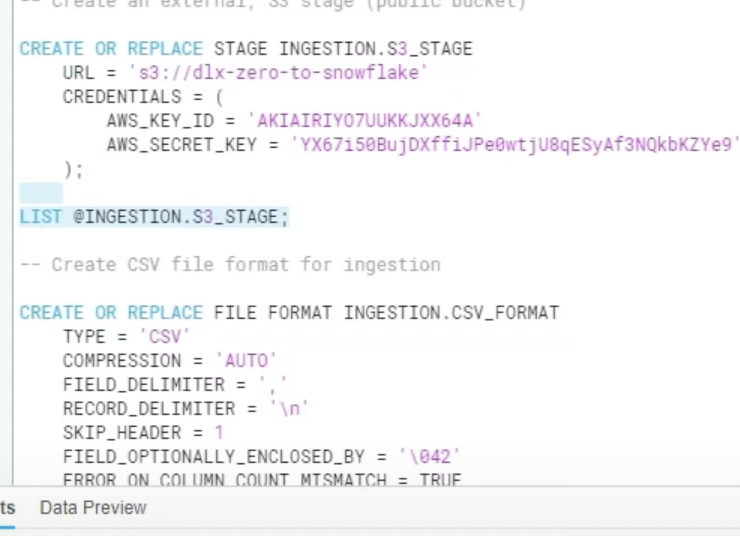 -- Create an external, S3 stage (public bucket)
CREATE OR REPLACE STAGE INGESTION.S3_STAGE
URL = 's3://dlx-zero-to-snowflake'
CREDENTIALS = (
AWS_KEY_ID = 'AKIAIRIYO7UUKKJXX64A'
AWS_SECRET_KEY = 'YX67i50BujDXffiJPe0wtjU8qESyAf3NQkbKZYe9'
);
LIST @INGESTION.S3_STAGE;
-- Create CSV file format for ingestion
CREATE OR REPLACE FILE FORMAT INGESTION.CSV_FORMAT
TYPE = 'CSV'
COMPRESSION = 'AUTO'
FIELD_DELIMITER = ','
RECORD_DELIMITER = '\n'
SKIP_HEADER = 1
FIELD_OPTIONALLY_ENCLOSED_BY = '\042'
ERROR_ON_COLUMN_COUNT_MISMATCH = TRUE
ts Data Preview